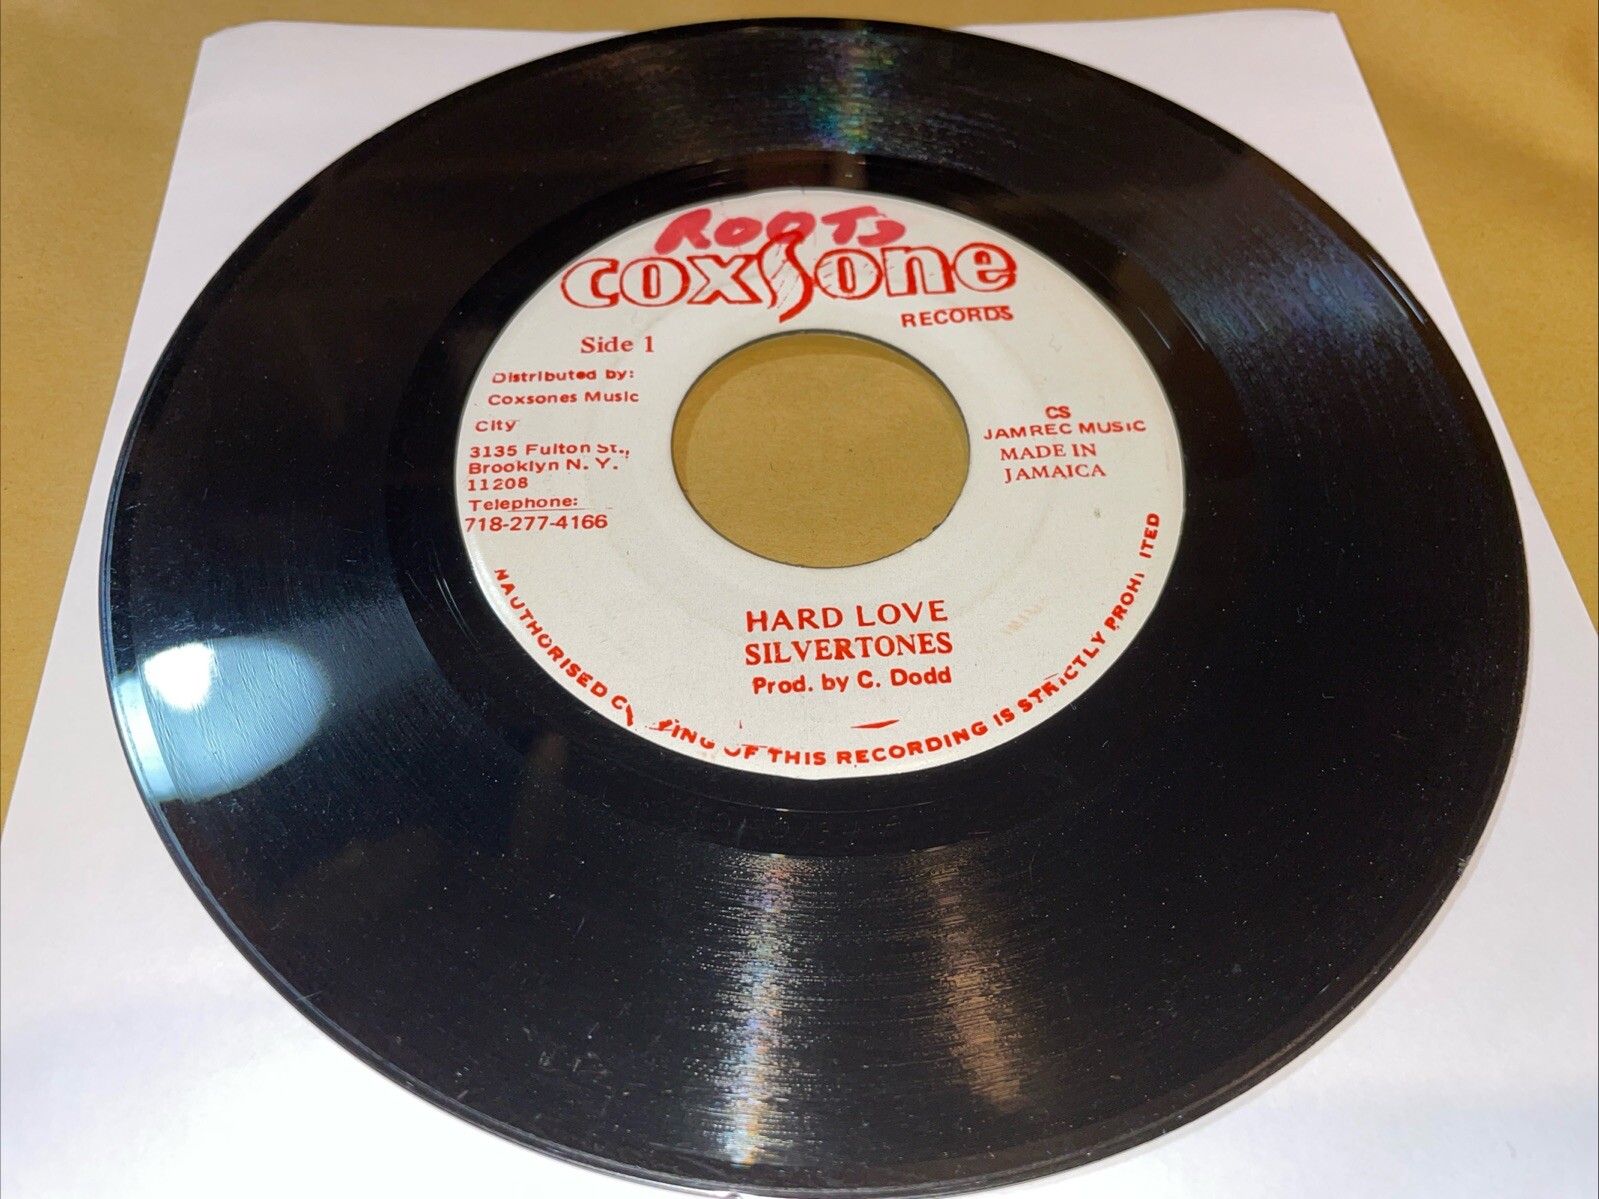 ROOTS
coxsone
RECORDS
Side 1
Distributed by:
Coxsones Music
City
3135 Fulton St.,
Brooklyn N. Y.
11208
Telephone:
718-277-4166
CS
JAMREC MUSIC
MADE IN
JAMAICA
HARD LOVE
SILVERTONES
Prod. by C. Dodd
NAUTHORISED C PING OF THIS RECORDING IS STRICTLY PROHI ITED